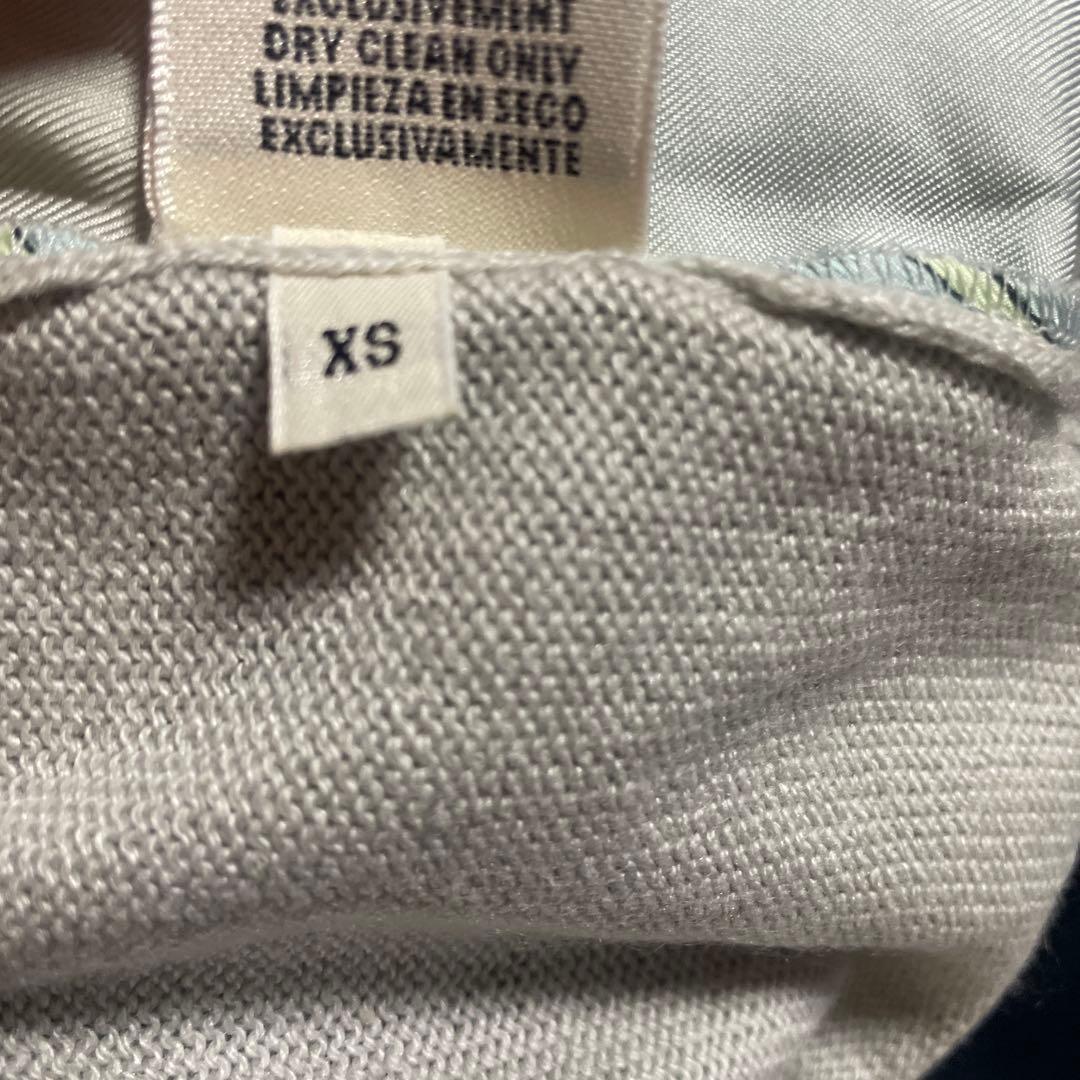 EXCLUSIVEMENT
DRY CLEAN ONLY
LIMPIEZA EN SECO
EXCLUSIVAMENTE
XS